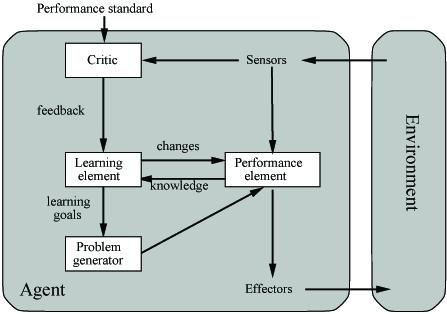 Performance standard
Critic
Sensors
feedback
changes
Learning
element
Performance
element
knowledge
learning
goals
Problem
generator
Agent
Effectors
Environment